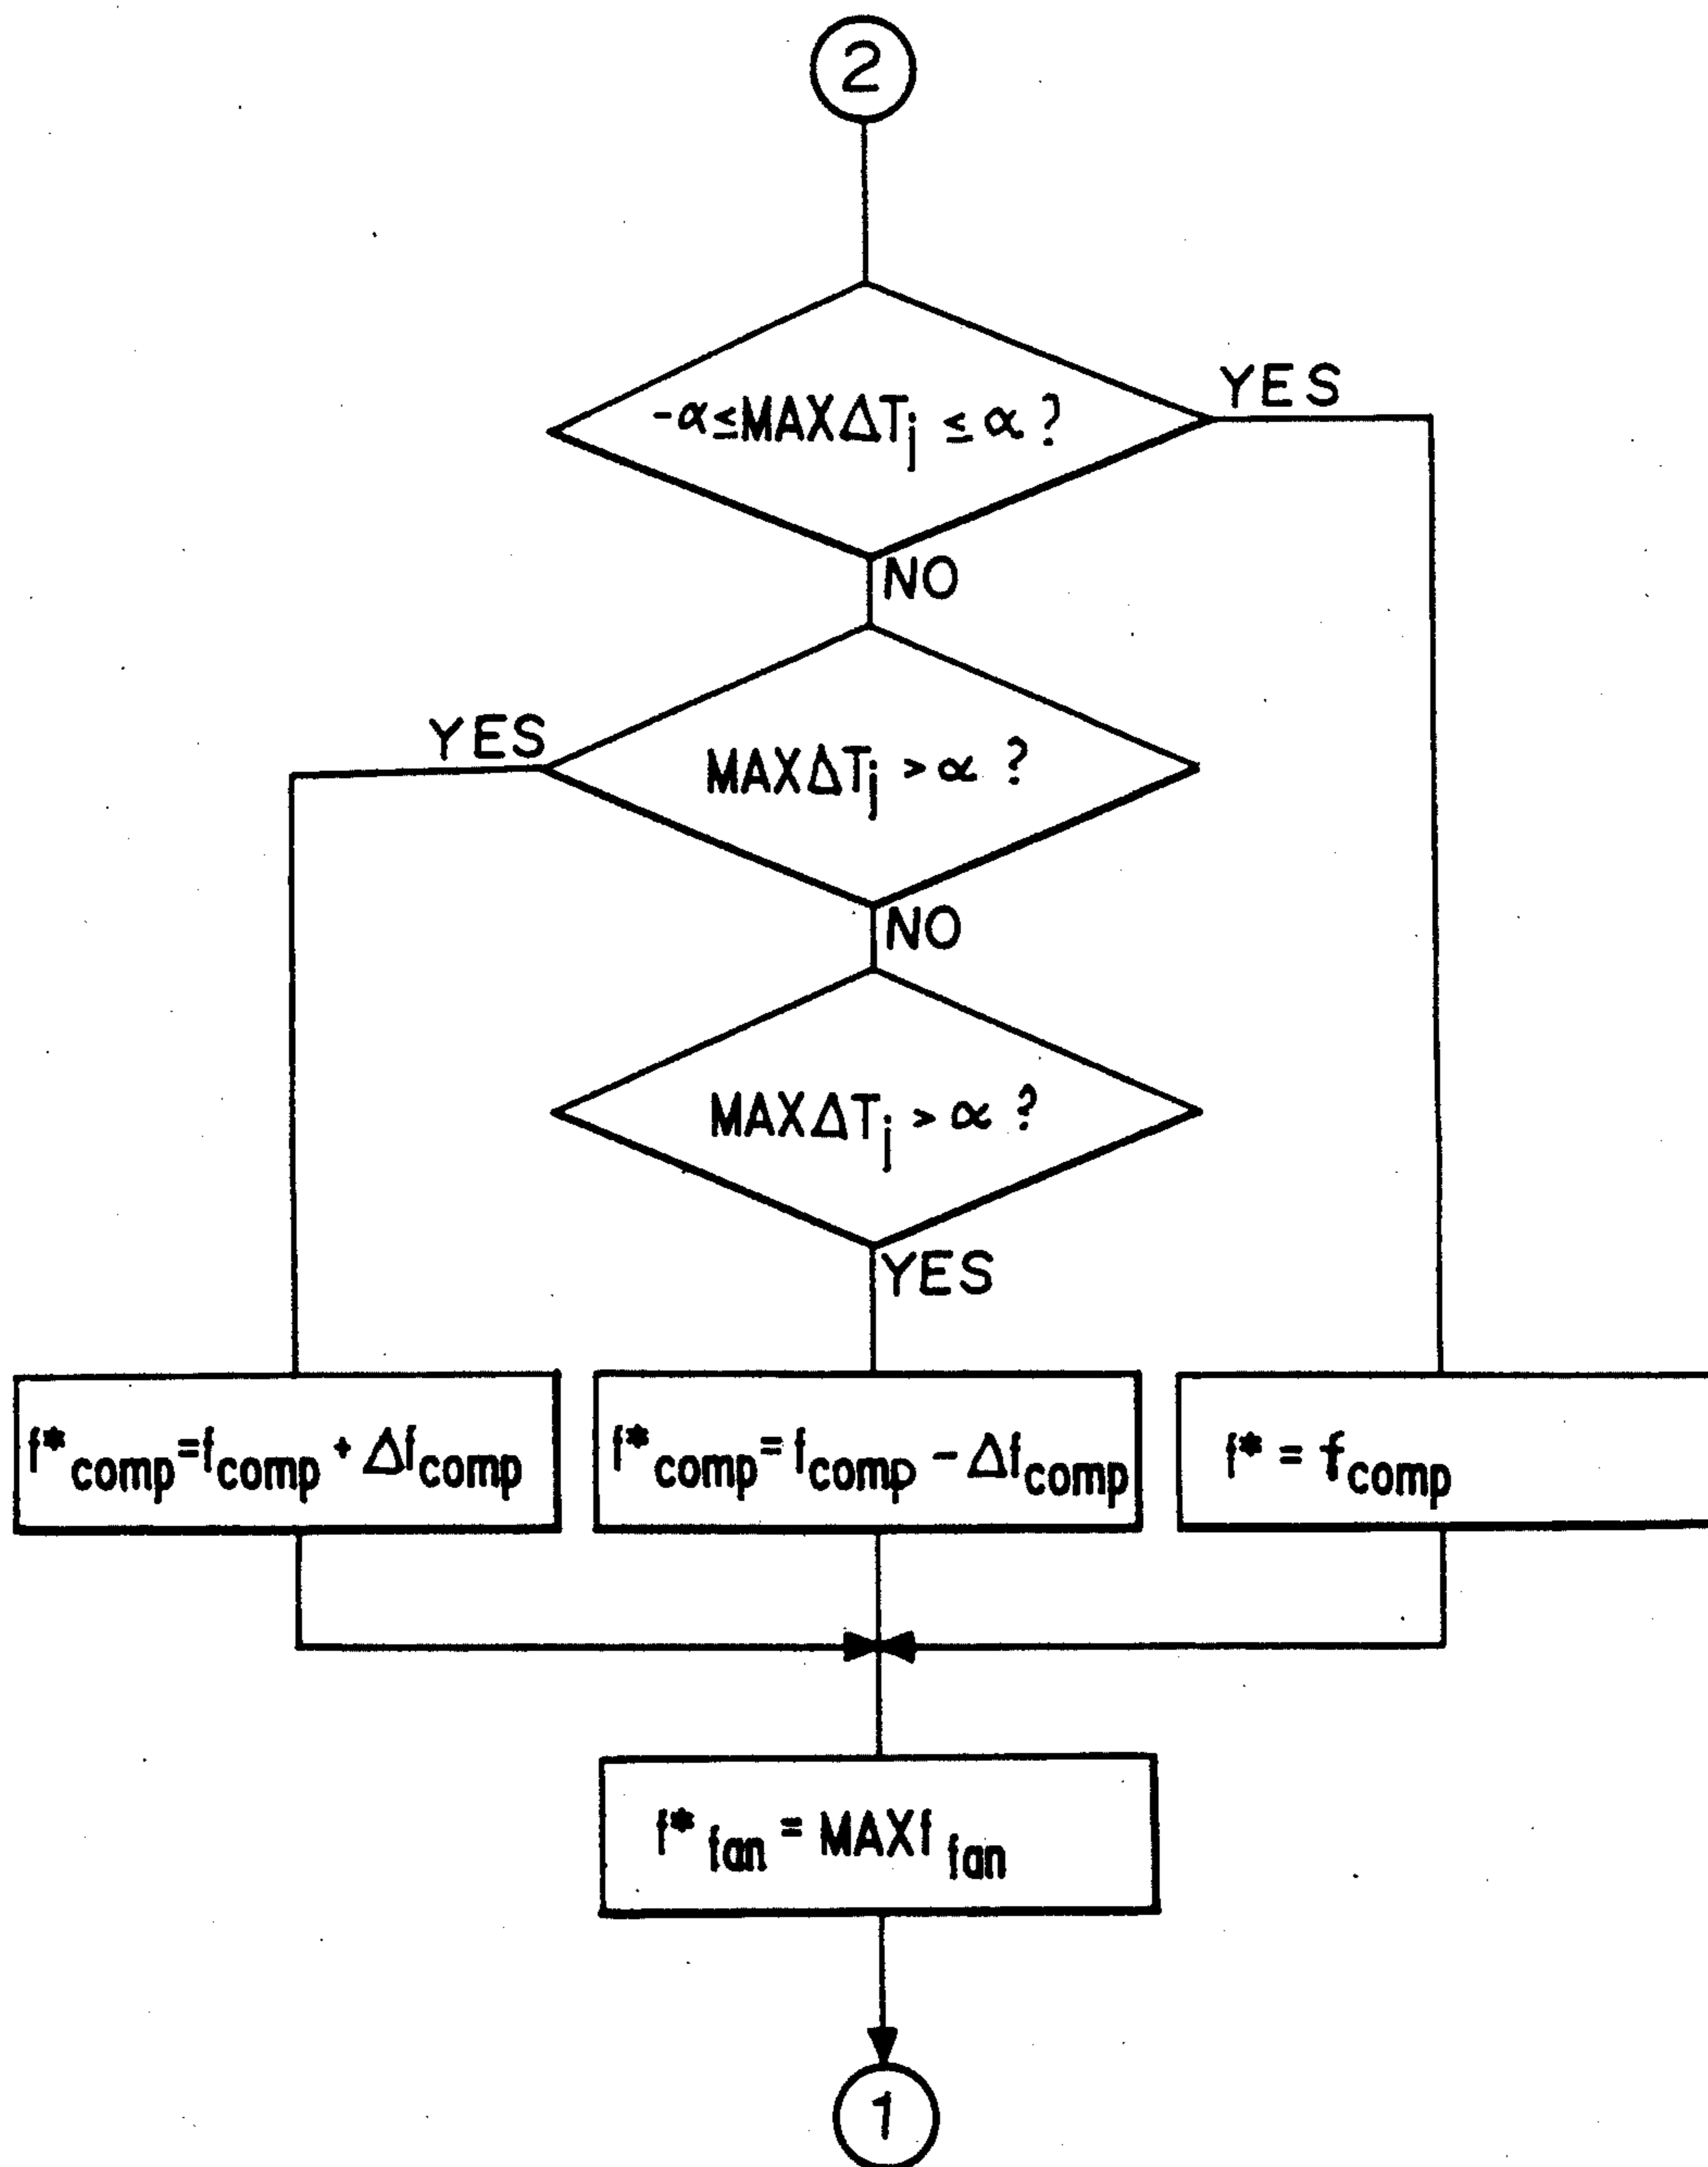 2
-α≤MAXΔTj ≤ α ?
YES
NO
YES
MAXΔTj > α ?
NO
MAXΔTj > α ?
YES
f*comp=fcomp + Δfcomp
f*comp=fcomp - Δfcomp
f* = fcomp
f*fan = MAXf fan
1